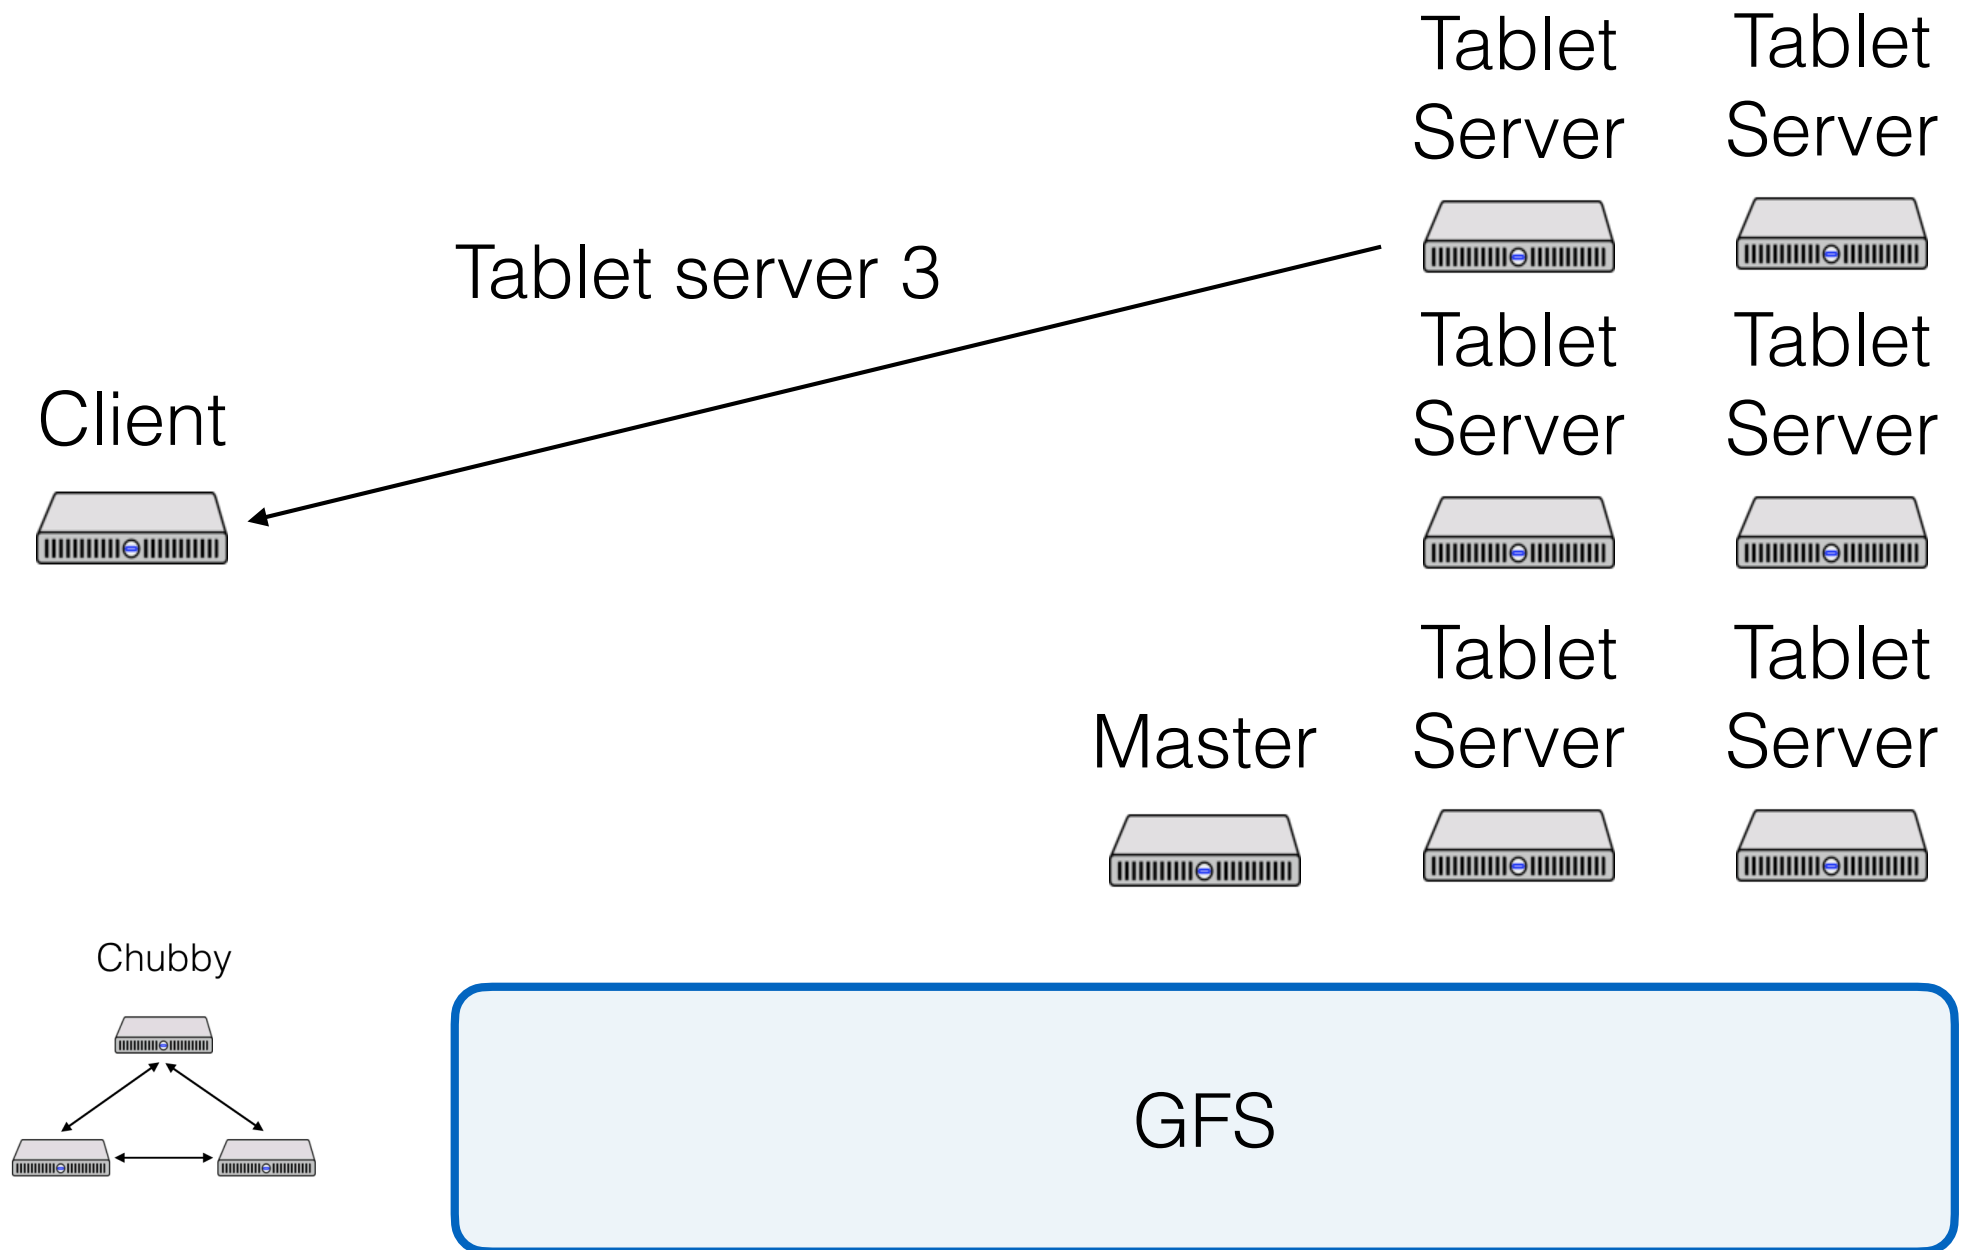 Tablet
Server
Tablet
Server
Tablet server 3
Client
Tablet
Server
Tablet
Server
Master
Tablet
Server
Tablet
Server
Chubby
GFS